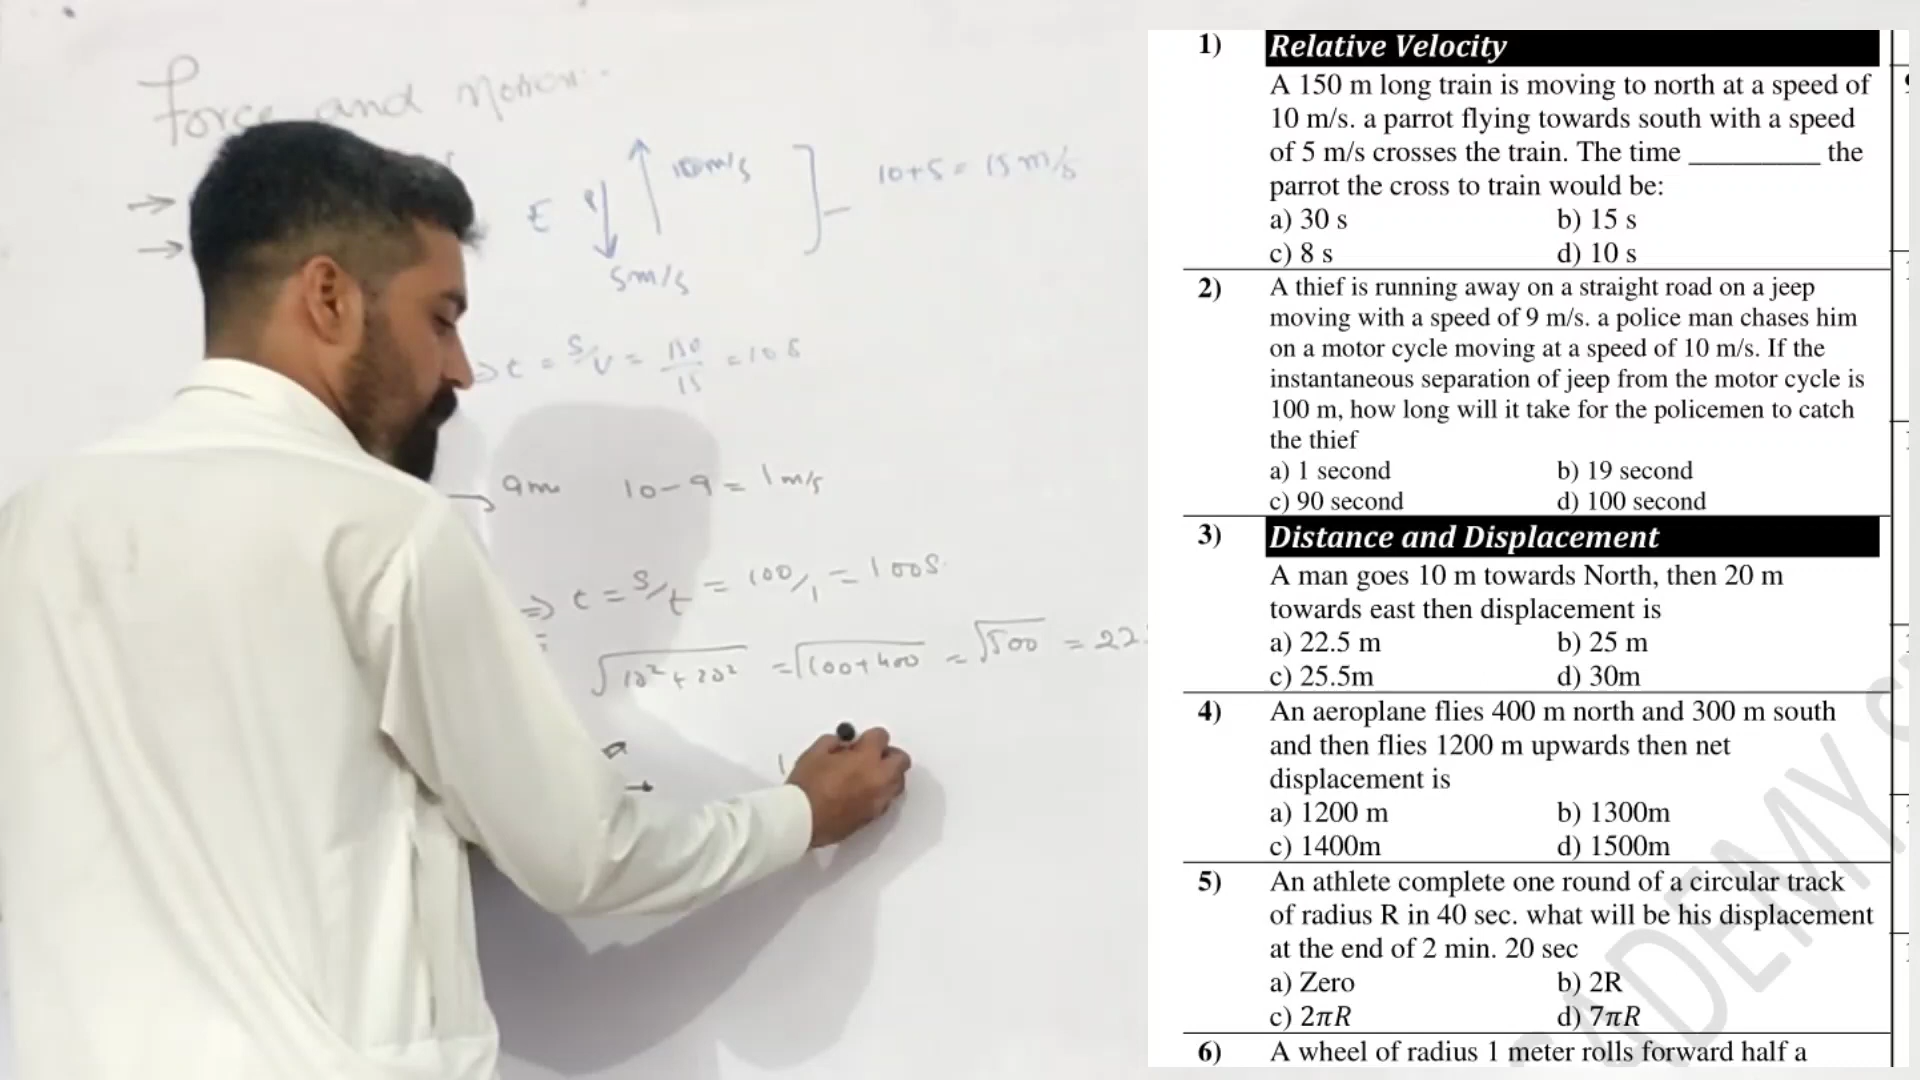 Force and Motion
E
10m/s
5m/s
10+5 = 15 m/s
⇒ t = S/v = 150/15 = 10 s
9m 10-9 = 1 m/s
⇒ t = S/t = 100/1 = 100 S
√10²+20² = √100+400 = √500 = 22.
1) Relative Velocity
A 150 m long train is moving to north at a speed of
10 m/s. a parrot flying towards south with a speed
of 5 m/s crosses the train. The time __________ the
parrot the cross to train would be:
a) 30 s b) 15 s
c) 8 s d) 10 s
2) A thief is running away on a straight road on a jeep
moving with a speed of 9 m/s. a police man chases him
on a motor cycle moving at a speed of 10 m/s. If the
instantaneous separation of jeep from the motor cycle is
100 m, how long will it take for the policemen to catch
the thief
a) 1 second b) 19 second
c) 90 second d) 100 second
3) Distance and Displacement
A man goes 10 m towards North, then 20 m
towards east then displacement is
a) 22.5 m b) 25 m
c) 25.5m d) 30m
4) An aeroplane flies 400 m north and 300 m south
and then flies 1200 m upwards then net
displacement is
a) 1200 m b) 1300m
c) 1400m d) 1500m
5) An athlete complete one round of a circular track
of radius R in 40 sec. what will be his displacement
at the end of 2 min. 20 sec
a) Zero b) 2R
c) 2πR d) 7πR
6) A wheel of radius 1 meter rolls forward half a